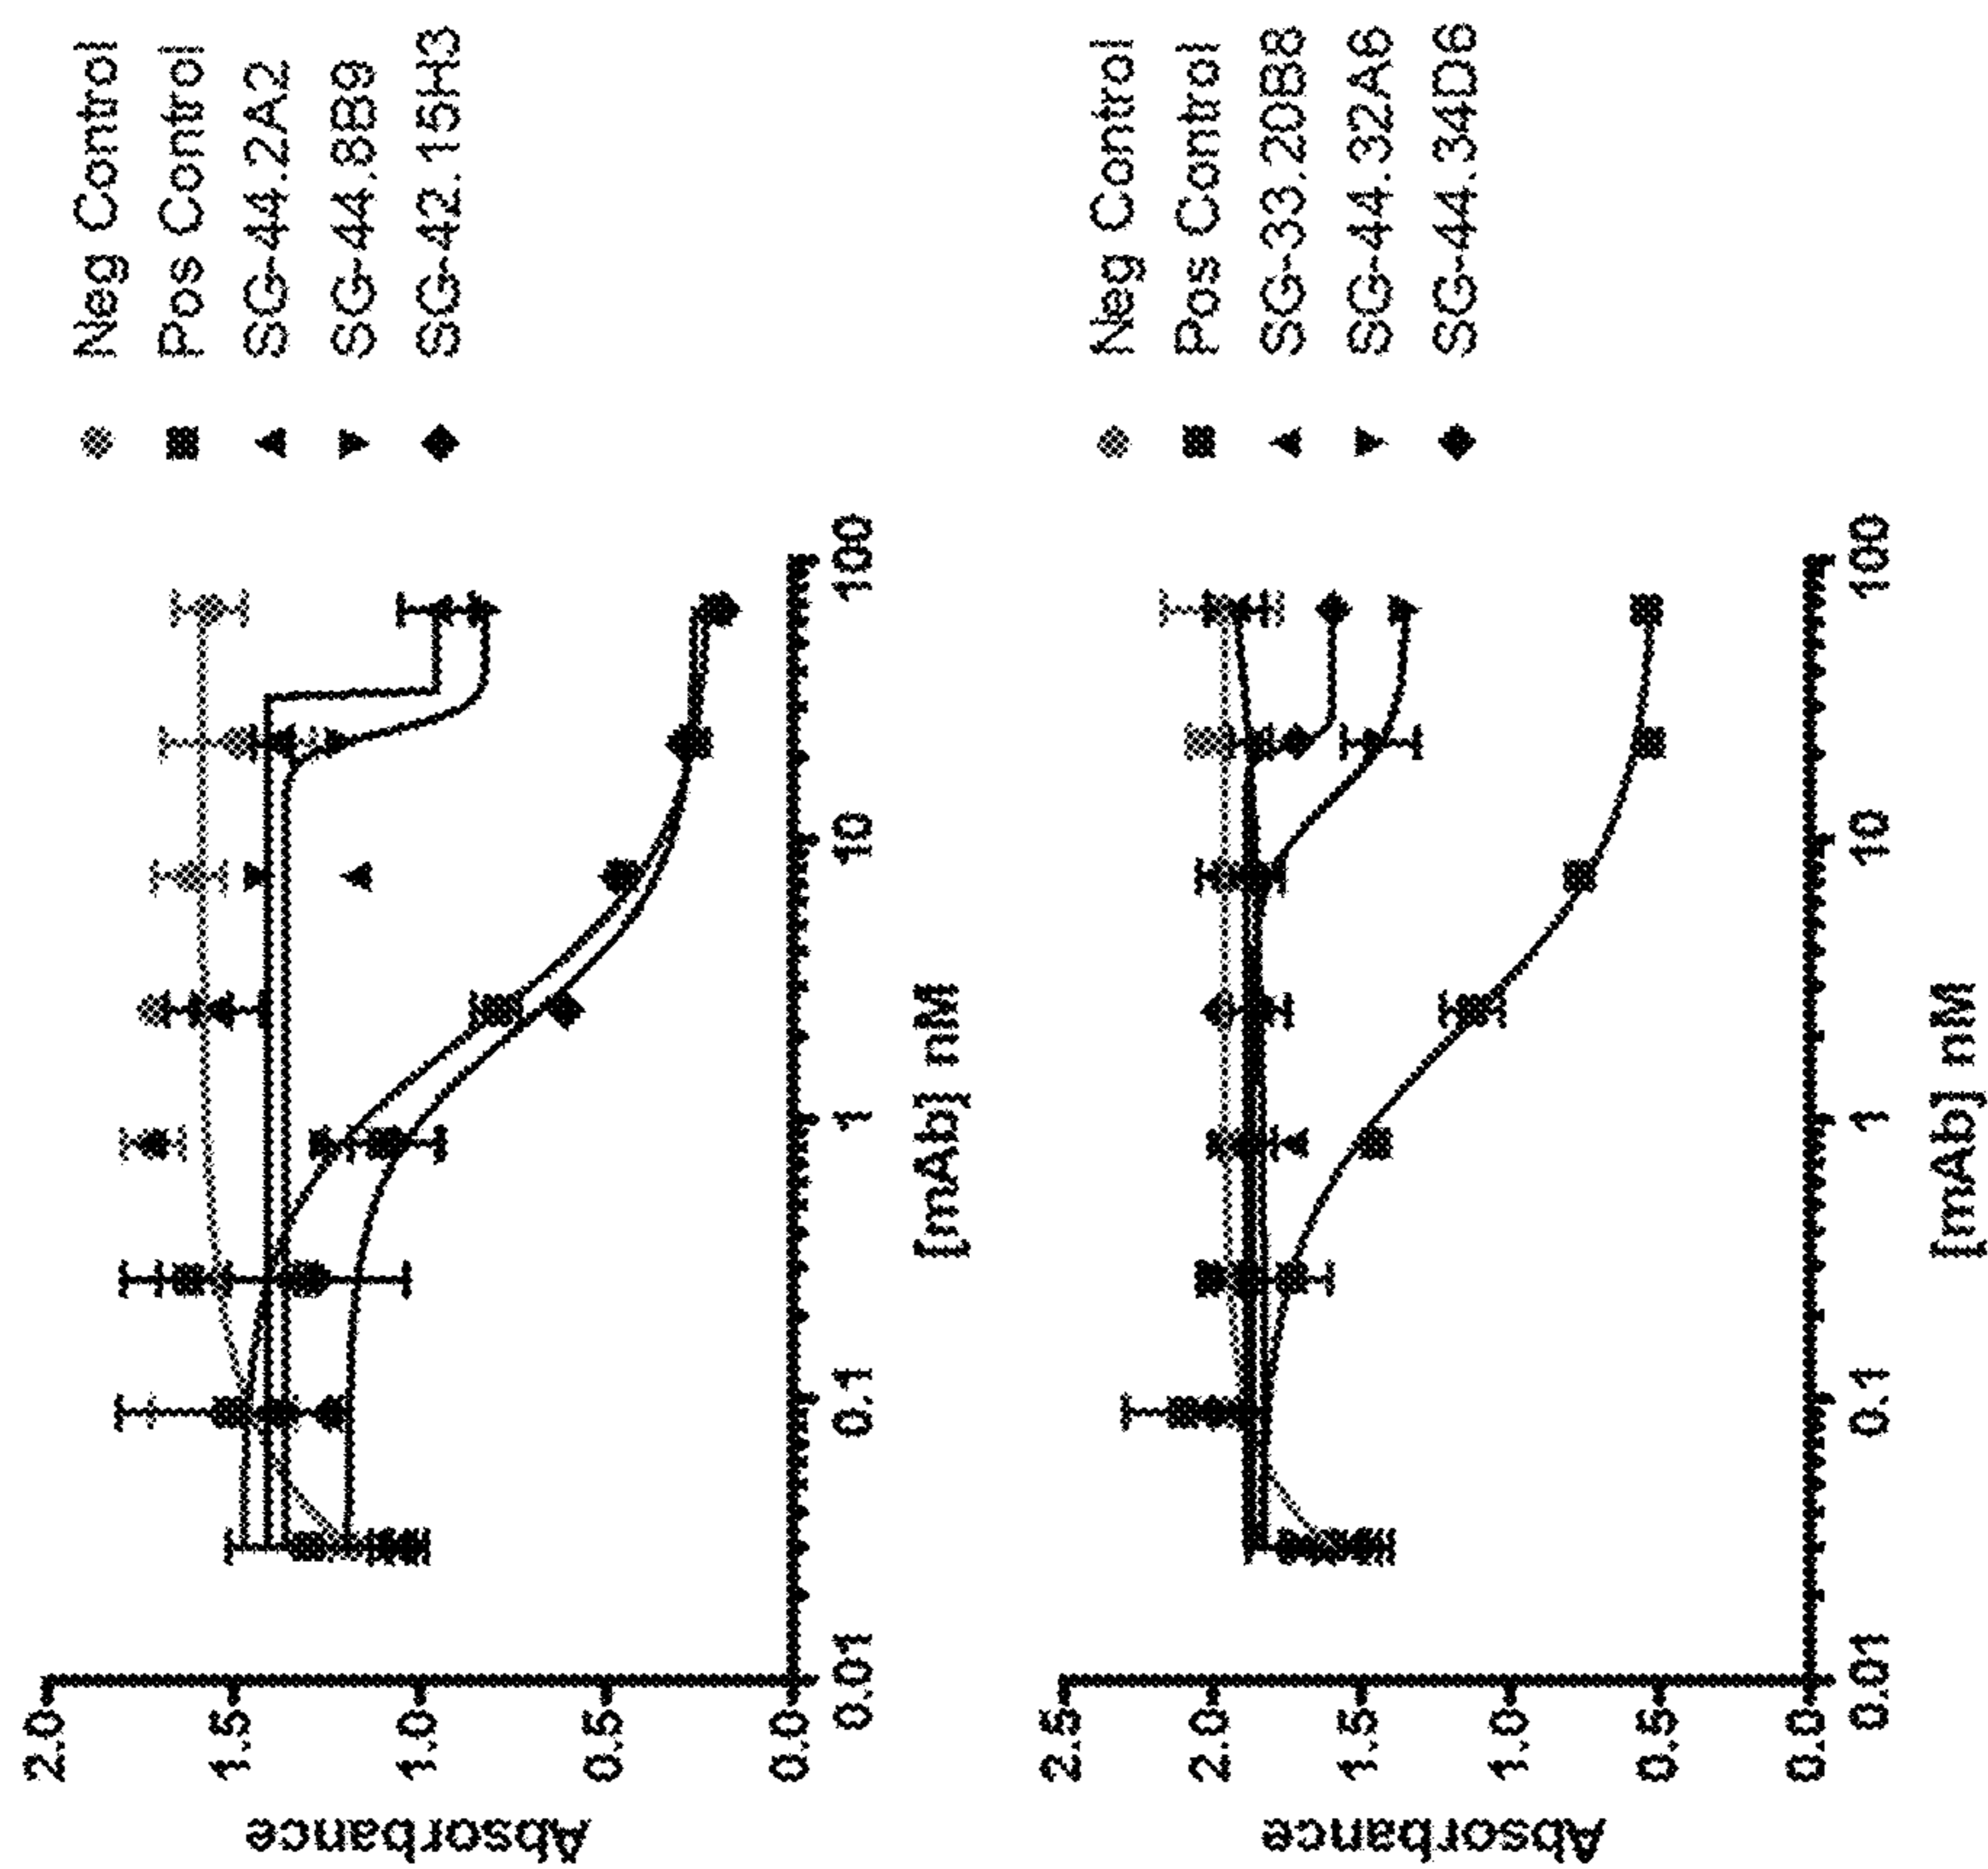 Absorbance
2.0
1.5
1.0
0.5
0.0
0.01
0.1
1
10
100
[mAb] nM
Neg Control
Pos Control
SG-44.2A2
SG-44.8B9
SG-42.15H3
Absorbance
2.5
2.0
1.5
1.0
0.5
0.0
0.01
0.1
1
10
100
[mAb] nM
Neg Control
Pos Control
SG-33.20B8
SG-44.32A6
SG-44.34D6